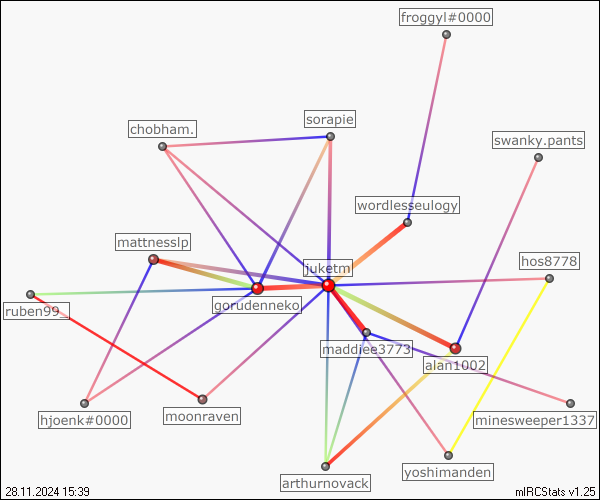 froggyl#0000
sorapie
chobham.
swanky.pants
wordlesseulogy
mattnesslp
hos8778
juketm
gorudenneko
ruben99_
maddiee3773
alan1002
hjoenk#0000
moonraven
minesweeper1337
yoshimanden
arthurnovack
28.11.2024 15:39
mIRCStats v1.25